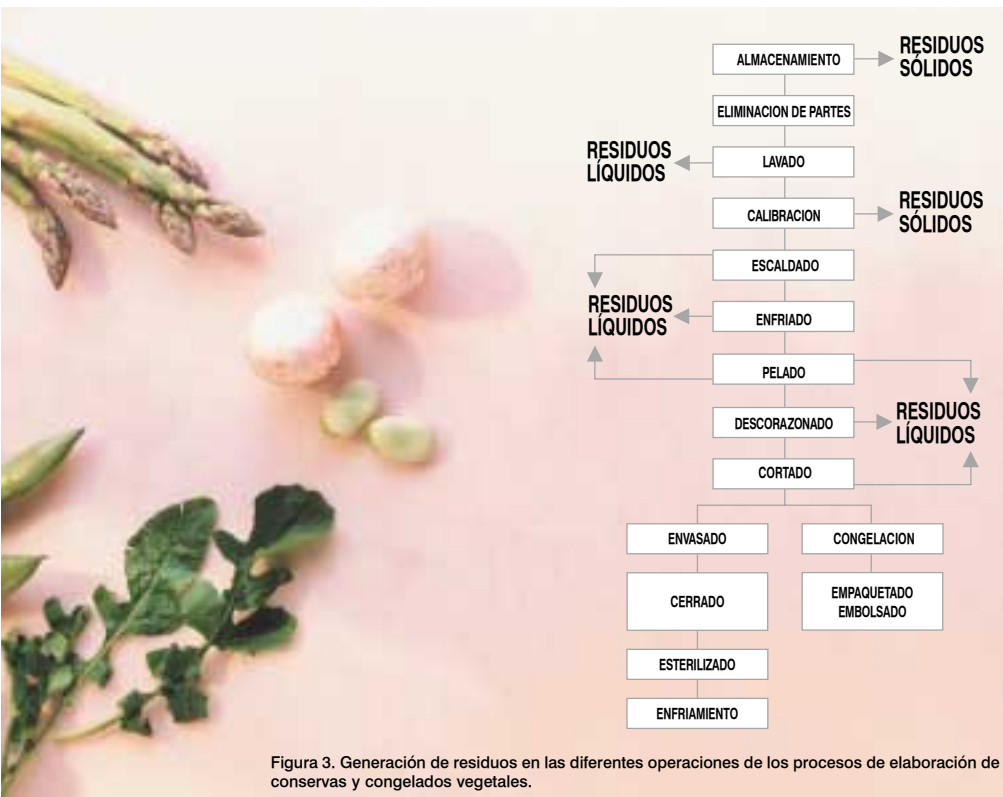 ALMACENAMIENTO
RESIDUOS
SÓLIDOS
ELIMINACION DE PARTES
RESIDUOS
LÍQUIDOS
LAVADO
CALIBRACION
RESIDUOS
SÓLIDOS
ESCALDADO
RESIDUOS
LÍQUIDOS
ENFRIADO
PELADO
DESCORAZONADO
RESIDUOS
LÍQUIDOS
CORTADO
ENVASADO
CONGELACION
CERRADO
EMPAQUETADO
EMBOLSADO
ESTERILIZADO
ENFRIAMIENTO
Figura 3. Generación de residuos en las diferentes operaciones de los procesos de elaboración de
conservas y congelados vegetales.